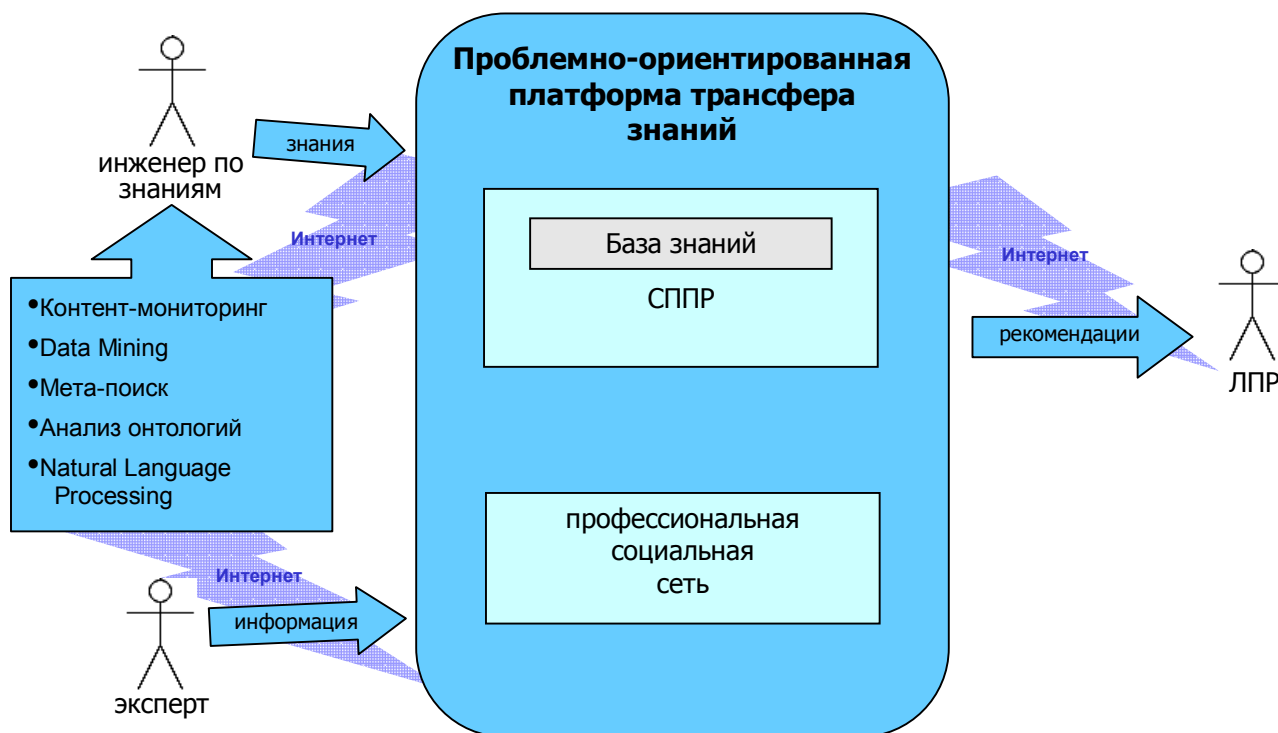 Проблемно-ориентированная
платформа трансфера
знаний
инженер по
знаниям
знания
Интернет
•Контент-мониторинг
•Data Mining
•Мета-поиск
•Анализ онтологий
•Natural Language
Processing
База знаний
СППР
Интернет
рекомендации
ЛПР
профессиональная
социальная
сеть
Интернет
информация
эксперт